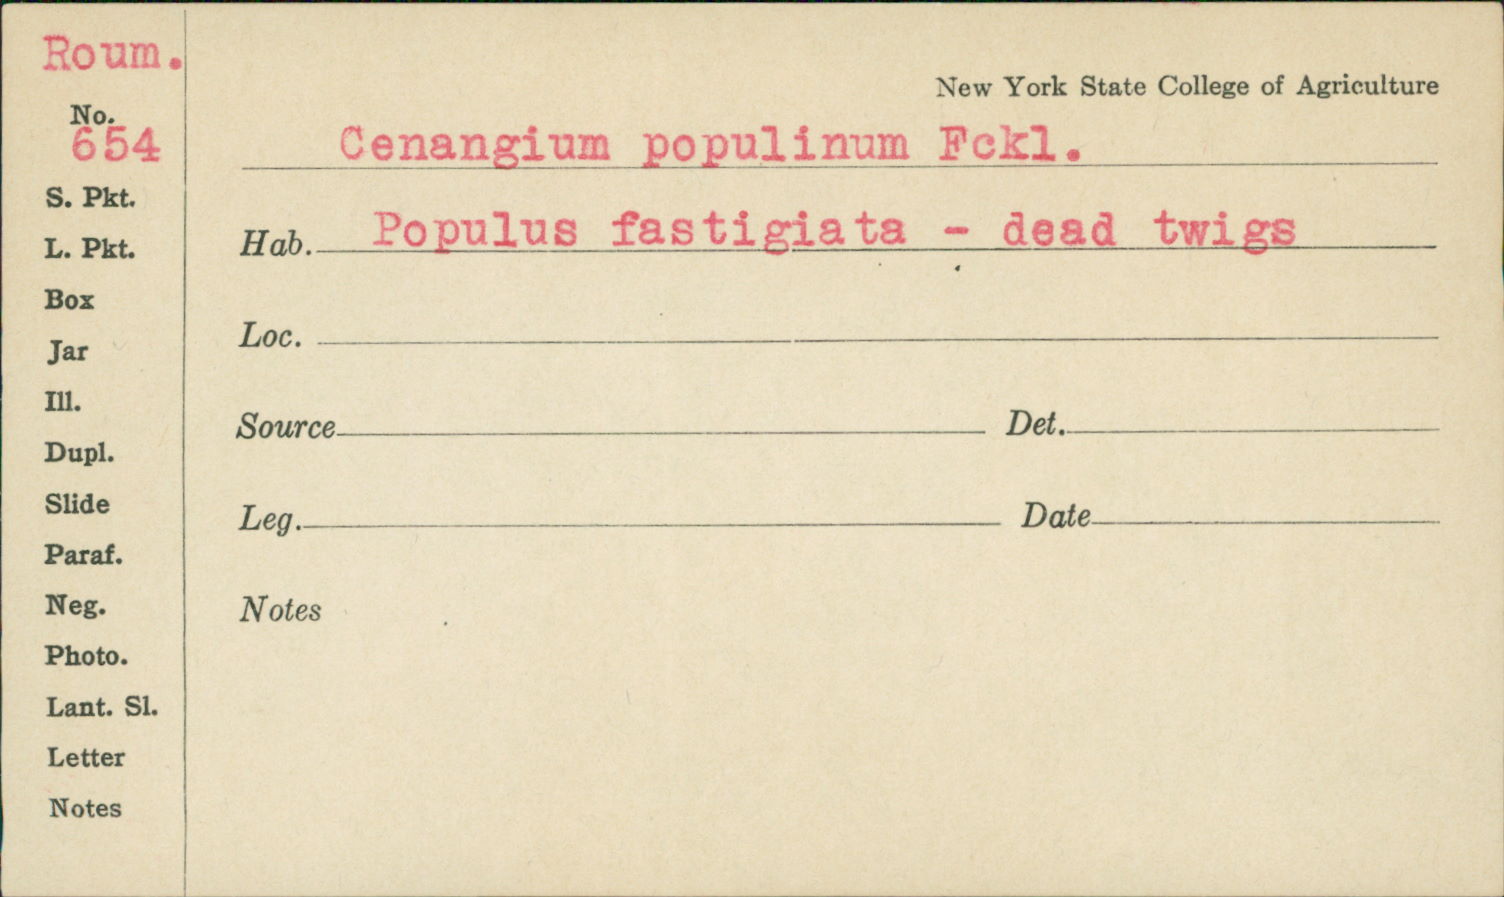 Roum.
No.
654
S. Pkt.
L. Pkt.
Box
Jar
Ill.
Dupl.
Slide
Paraf.
Neg.
Photo.
Lant. Sl.
Letter
Notes
New York State College of Agriculture
Cenangium populinum Fckl.
Hab. Populus fastigiata - dead twigs
Loc.
Source Det.
Leg. Date
Notes